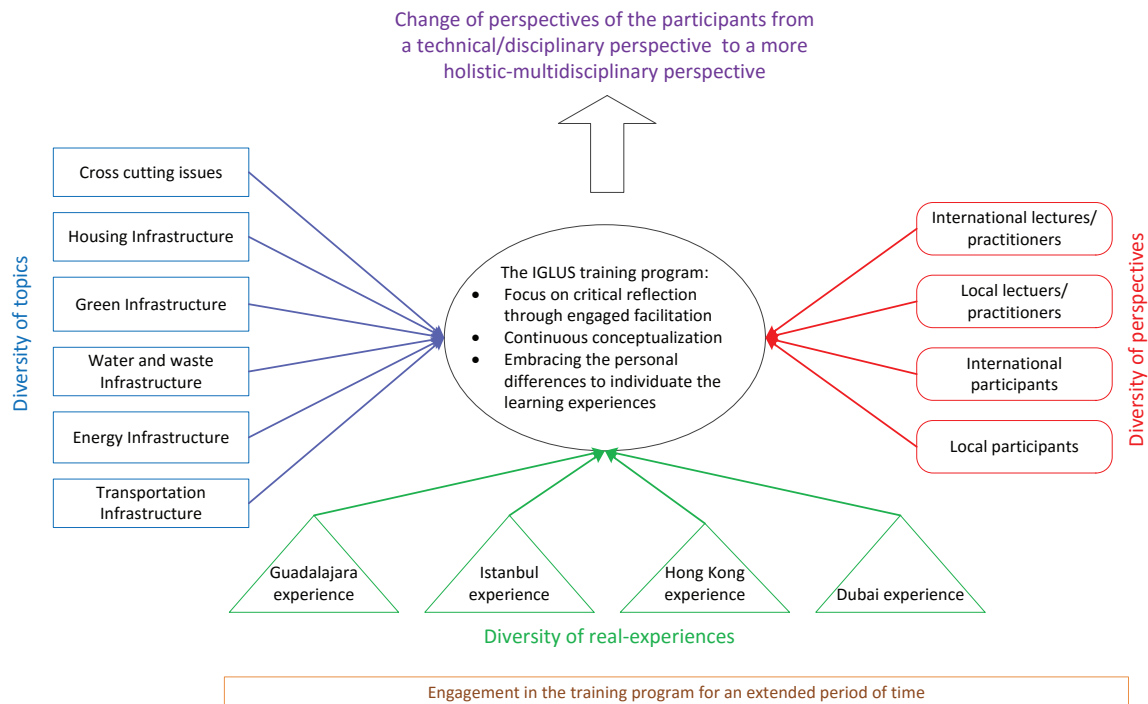 Change of perspectives of the participants from
a technical/disciplinary perspective to a more
holistic-multidisciplinary perspective
Diversity of topics
Cross cutting issues
Housing Infrastructure
Green Infrastructure
Water and waste
Infrastructure
Energy Infrastructure
Transportation
Infrastructure
The IGLUS training program:
• Focus on critical reflection
through engaged facilitation
• Continuous conceptualization
• Embracing the personal
differences to individuate the
learning experiences
International lectures/
practitioners
Local lectuers/
practitioners
International
participants
Local participants
Diversity of perspectives
Guadalajara
experience
Istanbul
experience
Hong Kong
experience
Dubai experience
Diversity of real-experiences
Engagement in the training program for an extended period of time